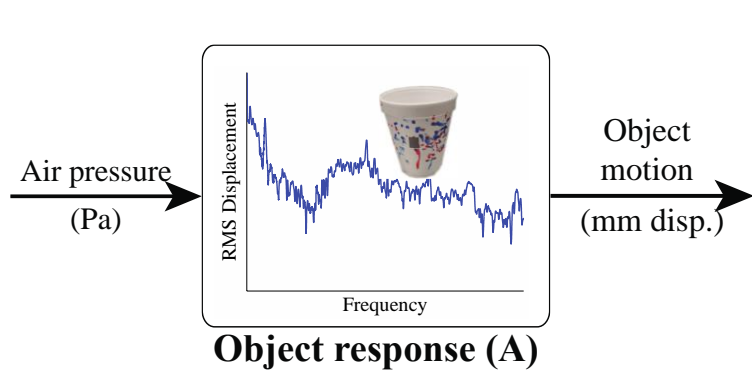 Air pressure
(Pa)
RMS Displacement
Frequency
Object response (A)
Object
motion
(mm disp.)